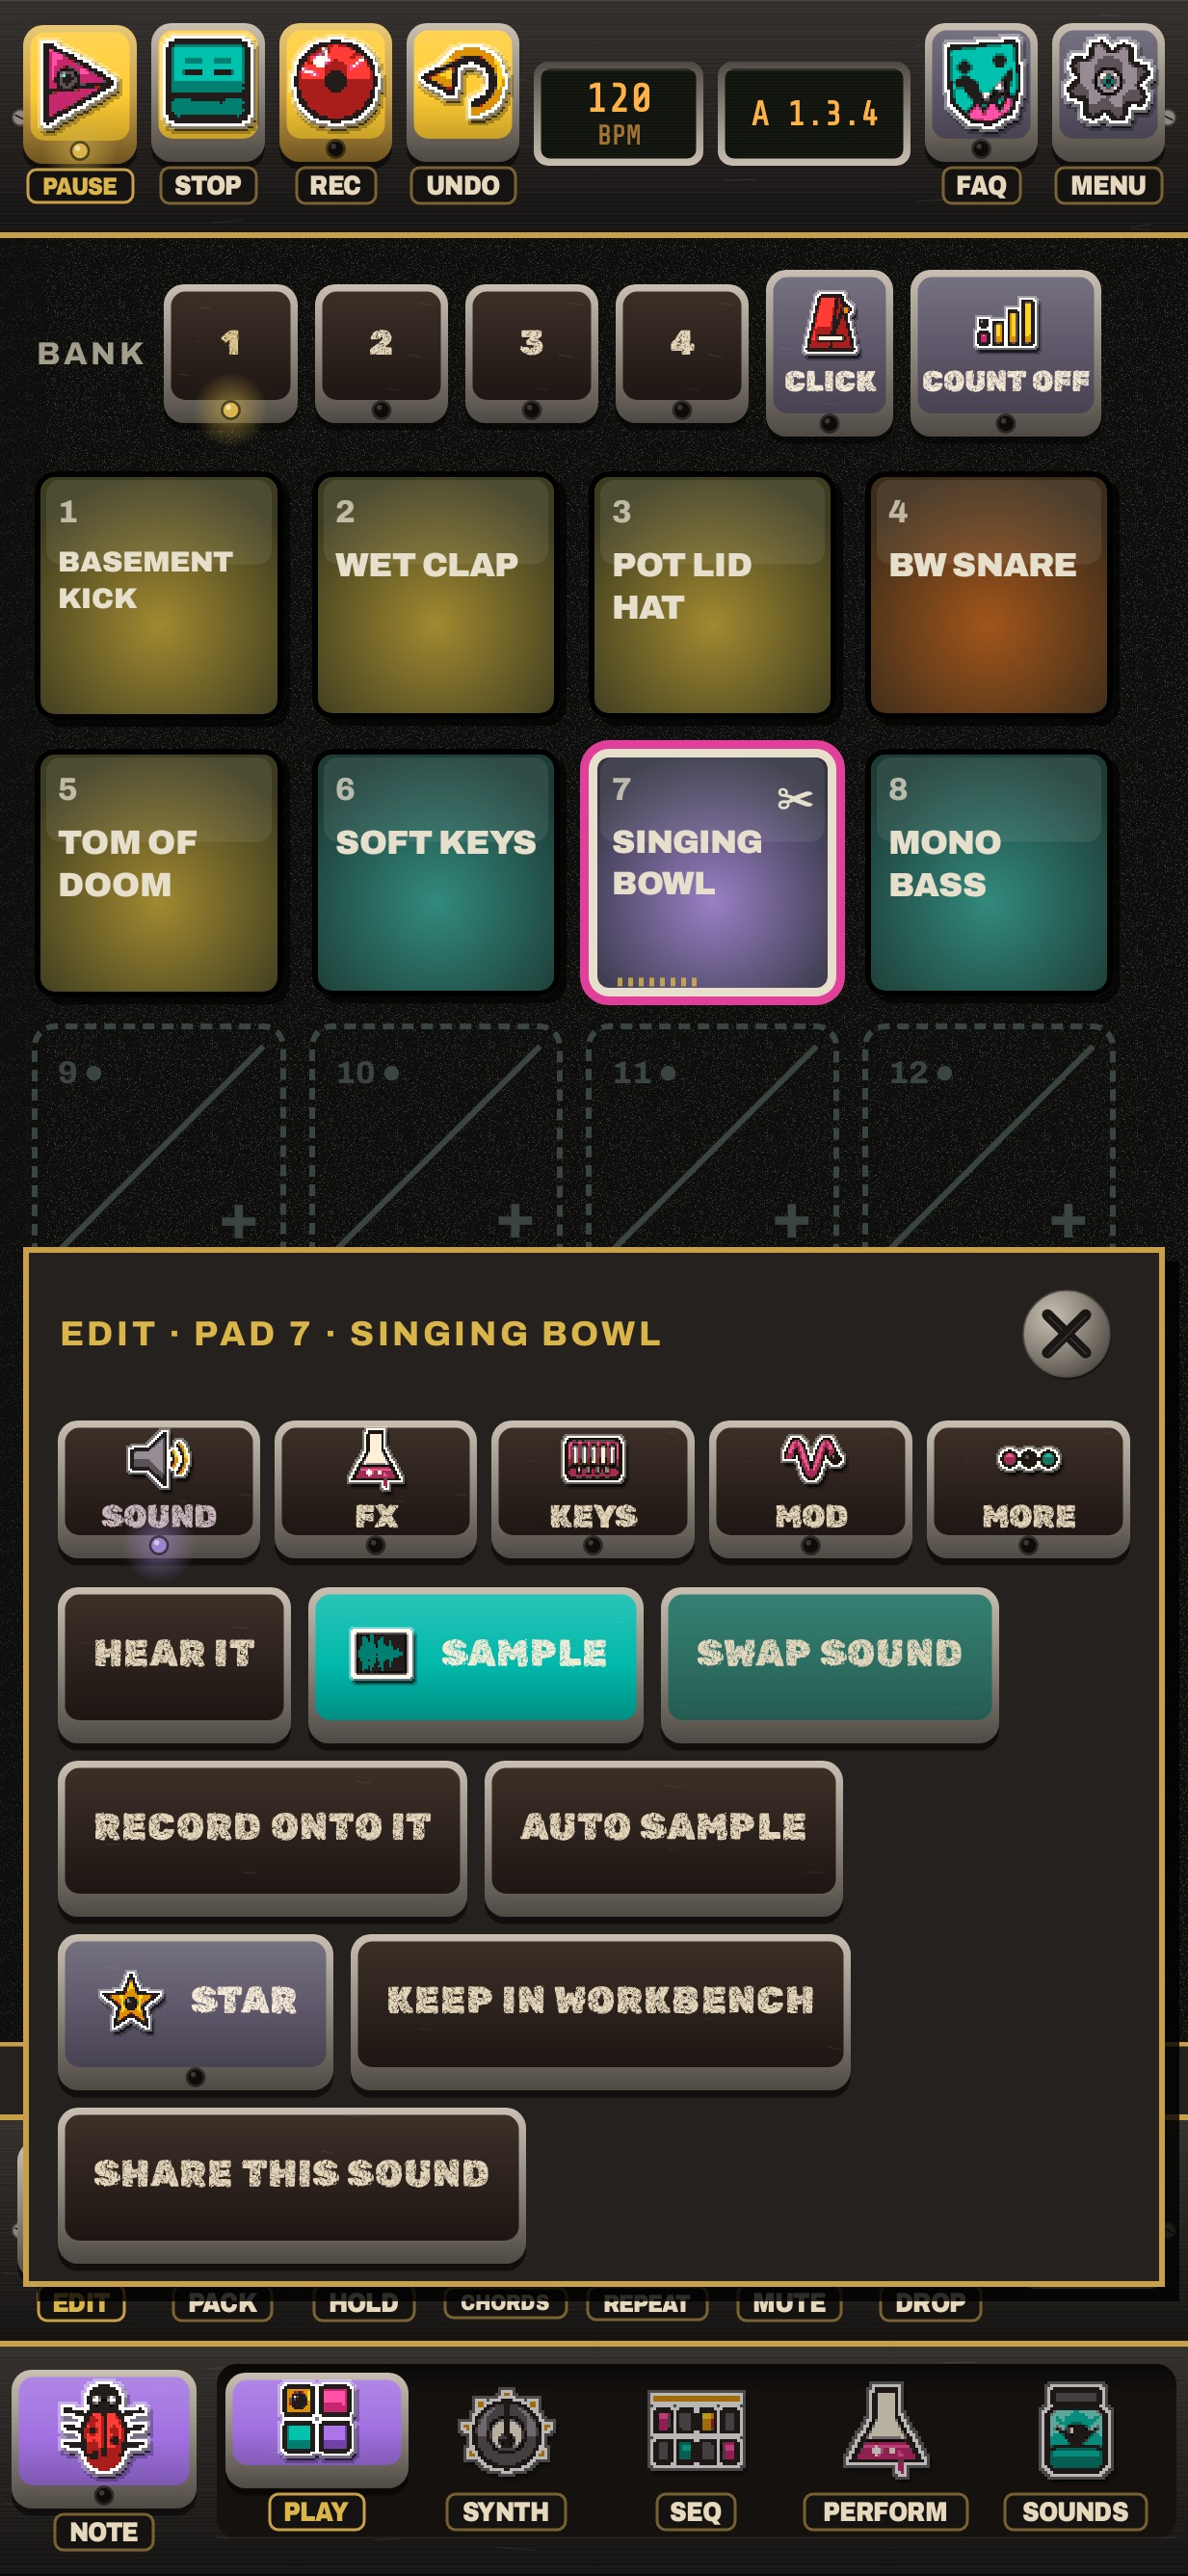 120
BPM
A 1.3.4
PAUSE
STOP
REC
UNDO
FAQ
MENU
BANK
1
2
3
4
CLICK
COUNT OFF
1
BASEMENT
KICK
2
WET CLAP
3
POT LID
HAT
4
BW SNARE
5
TOM OF
DOOM
6
SOFT KEYS
7
SINGING
BOWL
8
MONO
BASS
9
10
11
12
EDIT · PAD 7 · SINGING BOWL
SOUND
FX
KEYS
MOD
MORE
HEAR IT
SAMPLE
SWAP SOUND
RECORD ONTO IT
AUTO SAMPLE
STAR
KEEP IN WORKBENCH
SHARE THIS SOUND
EDIT
PACK
HOLD
CHORDS
REPEAT
MUTE
DROP
NOTE
PLAY
SYNTH
SEQ
PERFORM
SOUNDS